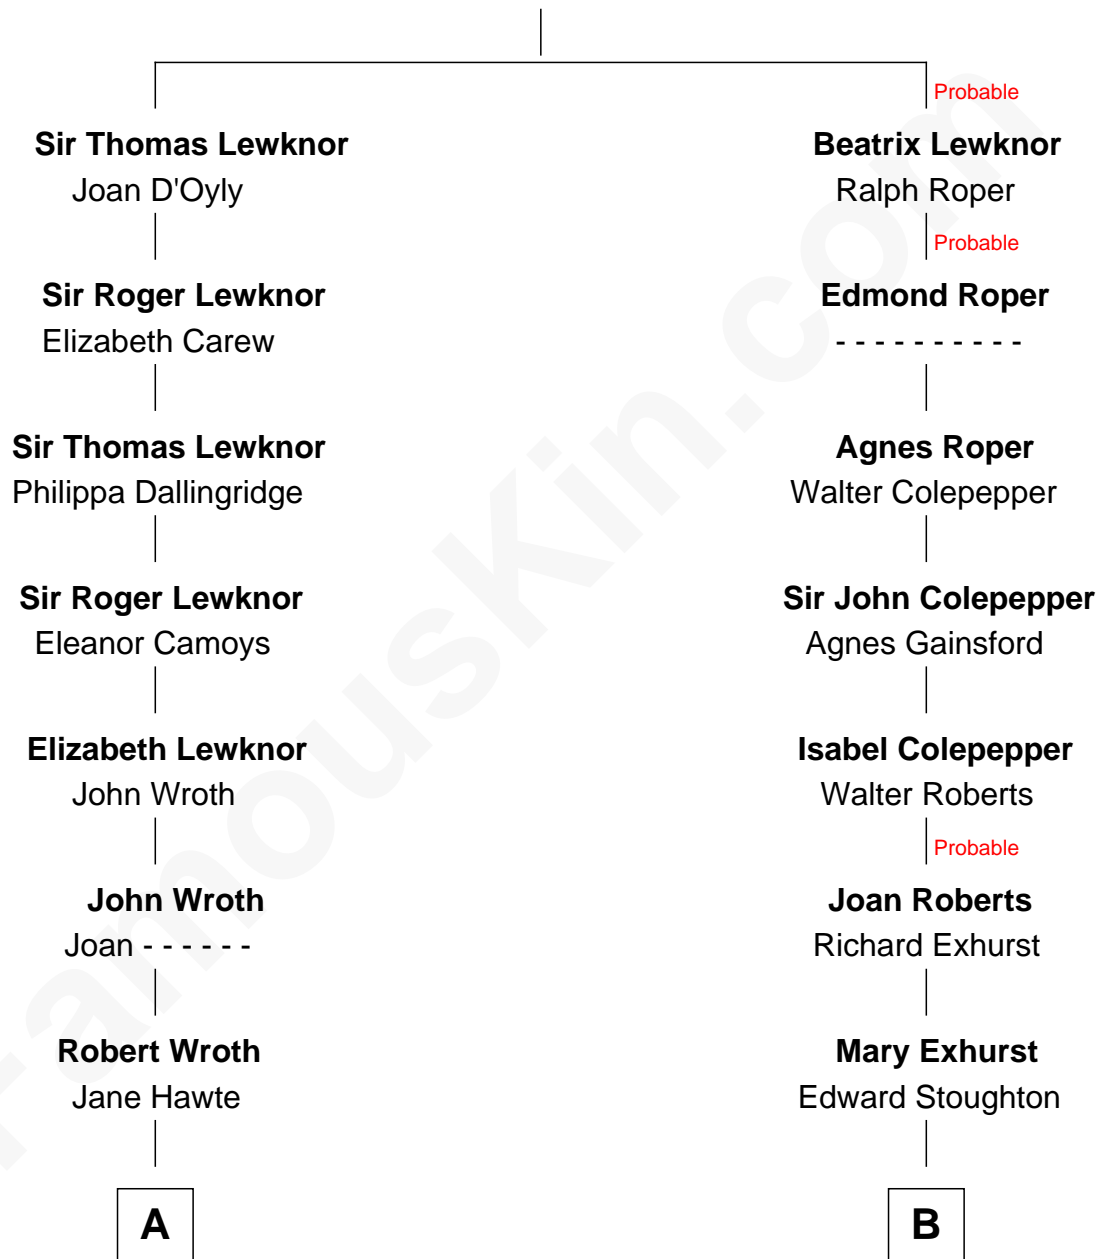 Probable
Sir Thomas Lewknor
Joan D'Oyly
Beatrix Lewknor
Ralph Roper
Probable
Sir Roger Lewknor
Elizabeth Carew
Edmond Roper
- - - - - - - - - -
Sir Thomas Lewknor
Philippa Dallingridge
Agnes Roper
Walter Colepepper
Sir Roger Lewknor
Eleanor Camoys
Sir John Colepepper
Agnes Gainsford
Elizabeth Lewknor
John Wroth
Isabel Colepepper
Walter Roberts
Probable
John Wroth
Joan - - - - - -
Joan Roberts
Richard Exhurst
Robert Wroth
Jane Hawte
Mary Exhurst
Edward Stoughton
A
B
FamousKin.com